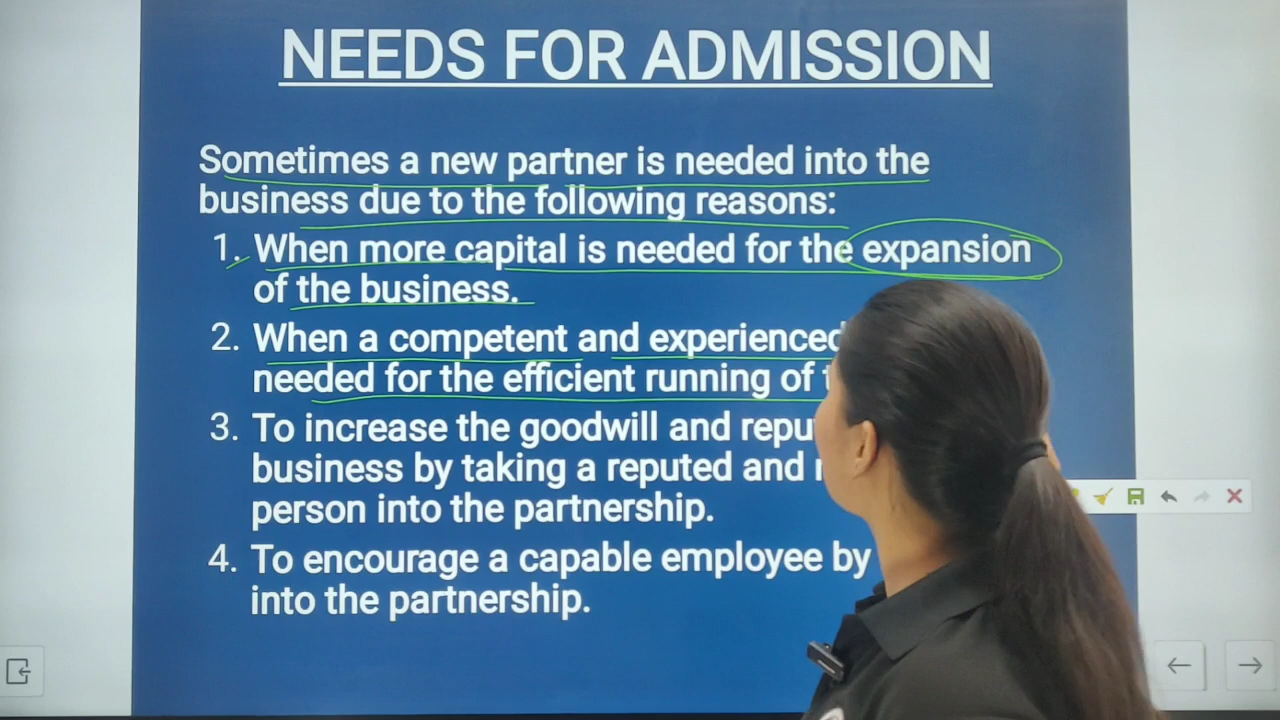 NEEDS FOR ADMISSION
Sometimes a new partner is needed into the
business due to the following reasons:
1. When more capital is needed for the expansion
of the business.
2. When a competent and experienced
needed for the efficient running of
3. To increase the goodwill and
business by taking a reputed and
person into the partnership.
4. To encourage a capable employee by
into the partnership.